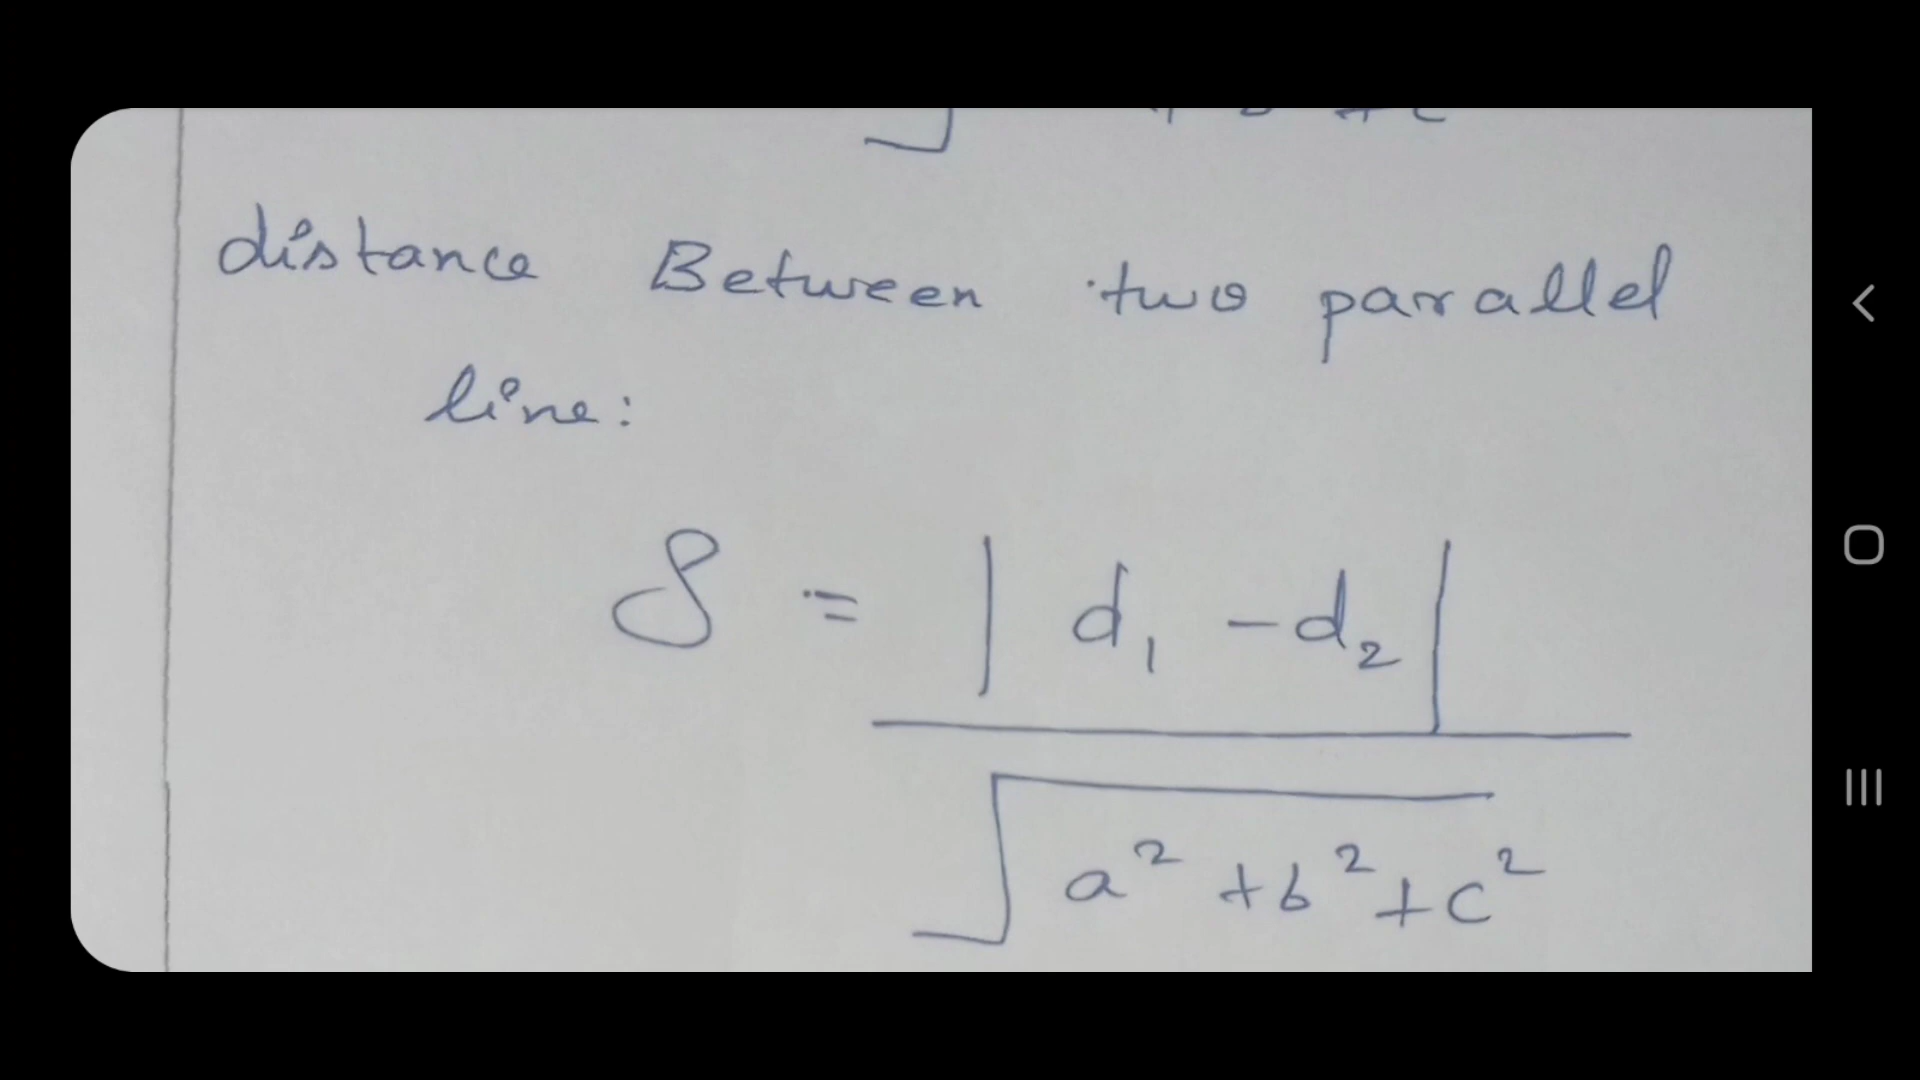 distance Between two parallel
line:
δ = | d₁ - d₂ |
√a² + b² + c²